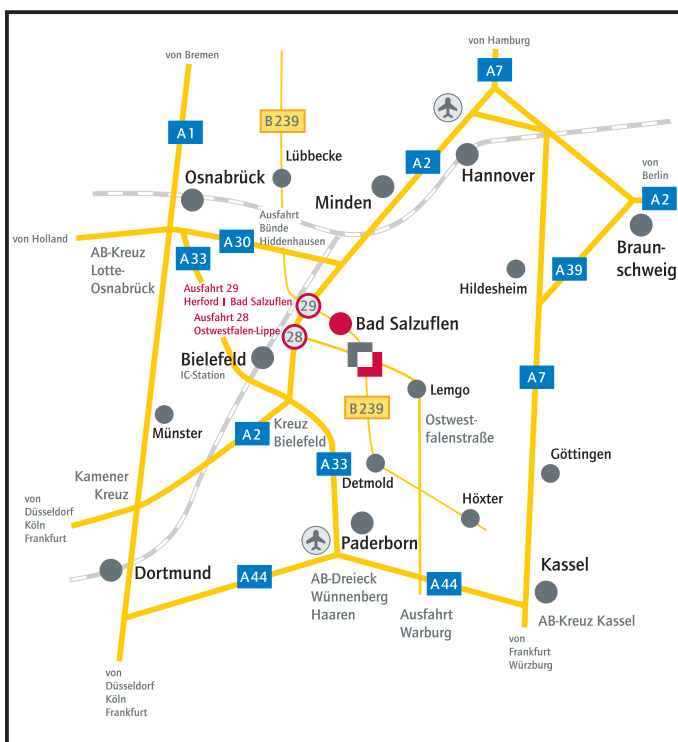 von Hamburg
von Bremen
A7
B239
A1
Lübbecke
A2
Hannover
Osnabrück
Minden
von
Berlin
A2
Ausfahrt
Bünde
Hiddenhausen
von Holland
A30
AB-Kreuz
Lotte-
Osnabrück
A33
Braun-
schweig
A39
Hildesheim
Ausfahrt 29
Herford | Bad Salzuflen
29
Ausfahrt 28
Ostwestfalen-Lippe
28
Bad Salzuflen
Bielefeld
IC-Station
A7
Lemgo
B239
Ostwest-
falenstraße
Münster
A2
Kreuz
Bielefeld
A33
Göttingen
Kamener
Kreuz
Detmold
Höxter
von
Düsseldorf
Köln
Frankfurt
Paderborn
Dortmund
A44
AB-Dreieck
Wünnenberg
Haaren
A44
Kassel
Ausfahrt
Warburg
AB-Kreuz Kassel
von
Frankfurt
Würzburg
von
Düsseldorf
Köln
Frankfurt